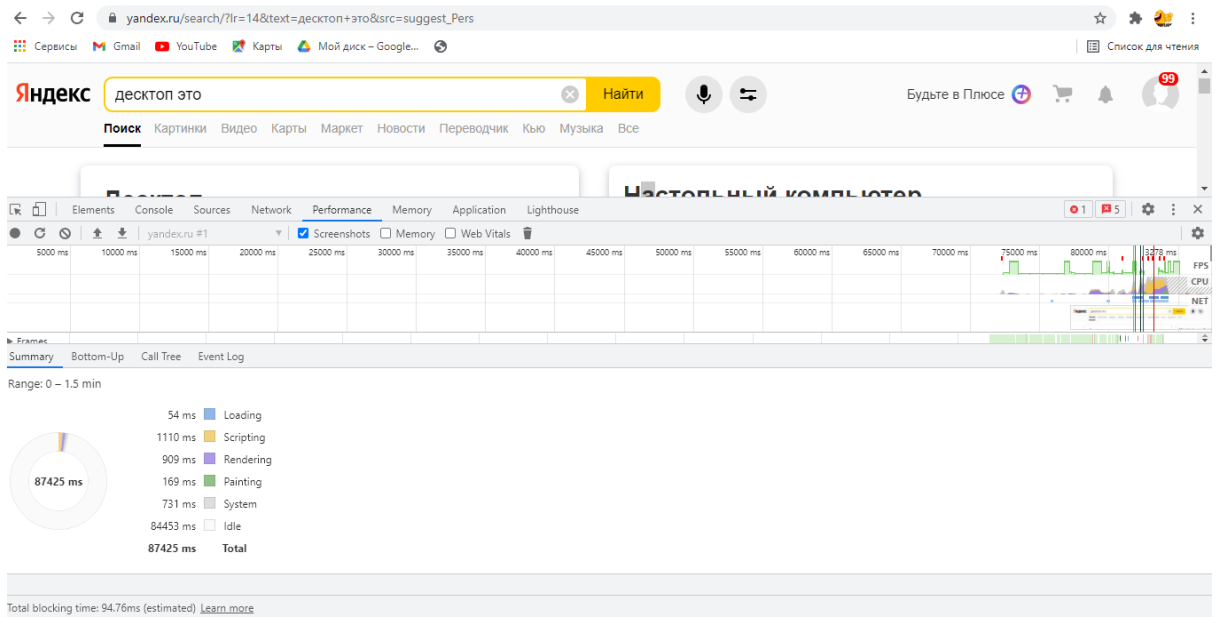 yandex.ru/search/?lr=14&text=десктоп+это&src=suggest_Pers
Сервисы Gmail YouTube Карты Мой диск – Google... Список для чтения
Яндекс десктоп это Найти Будьте в Плюсе 99
Поиск Картинки Видео Карты Маркет Новости Переводчик Кью Музыка Все
Десктоп Настольный компьютер
Elements Console Sources Network Performance Memory Application Lighthouse 1 5
yandex.ru #1 Screenshots Memory Web Vitals
5000 ms 10000 ms 15000 ms 20000 ms 25000 ms 30000 ms 35000 ms 40000 ms 45000 ms 50000 ms 55000 ms 60000 ms 65000 ms 70000 ms 75000 ms 80000 ms
FPS
CPU
NET
Frames
Summary Bottom-Up Call Tree Event Log
Range: 0 – 1.5 min
54 ms Loading
1110 ms Scripting
909 ms Rendering
87425 ms
169 ms Painting
731 ms System
84453 ms Idle
87425 ms Total
Total blocking time: 94.76ms (estimated) Learn more